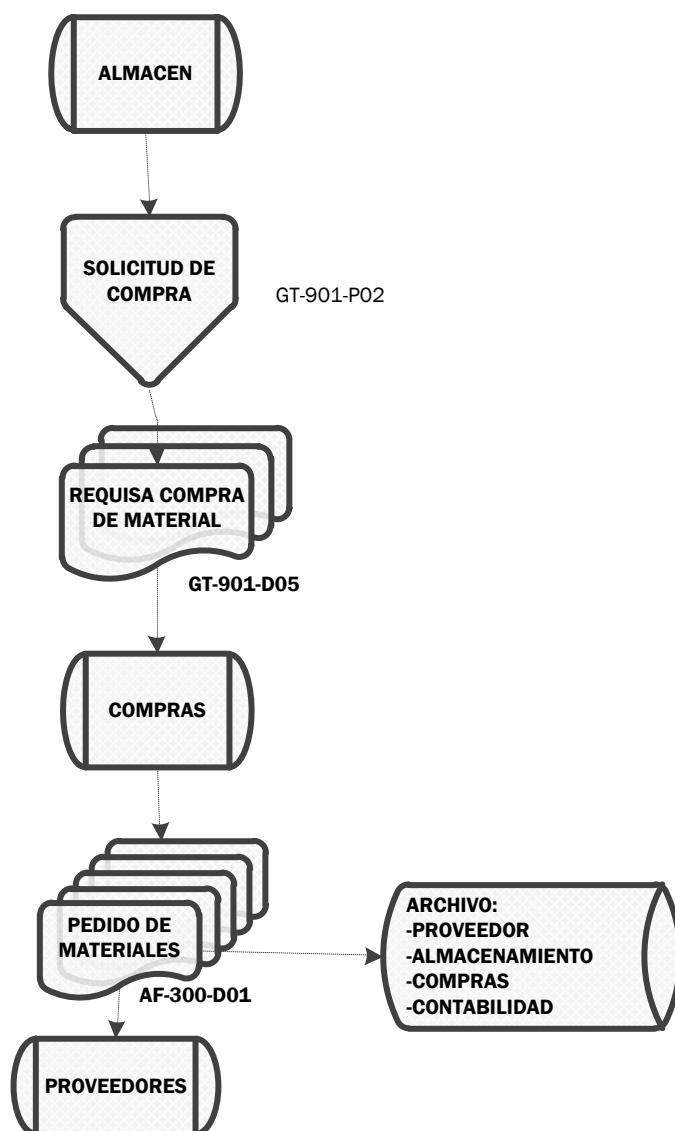 ALMACEN
SOLICITUD DE
COMPRA
GT-901-P02
REQUISA COMPRA
DE MATERIAL
GT-901-D05
COMPRAS
PEDIDO DE
MATERIALES
AF-300-D01
ARCHIVO:
-PROVEEDOR
-ALMACENAMIENTO
-COMPRAS
-CONTABILIDAD
PROVEEDORES